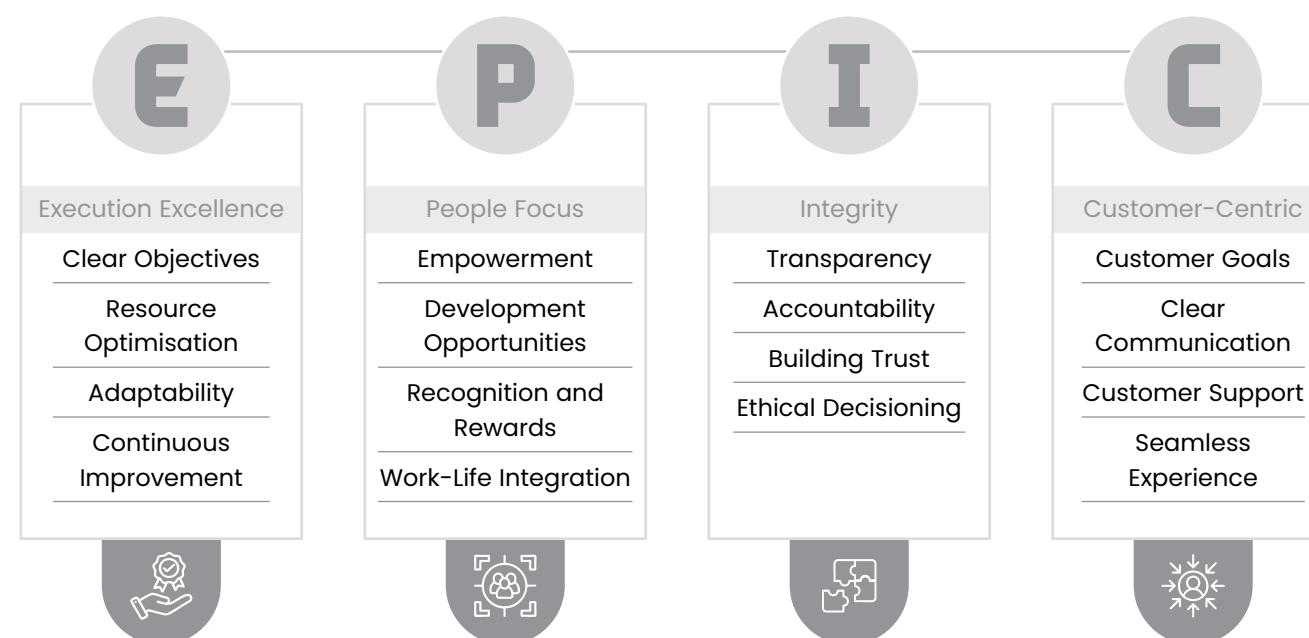 E
Execution Excellence
Clear Objectives
Resource
Optimisation
Adaptability
Continuous
Improvement
P
People Focus
Empowerment
Development
Opportunities
Recognition and
Rewards
Work-Life Integration
I
Integrity
Transparency
Accountability
Building Trust
Ethical Decisioning
C
Customer-Centric
Customer Goals
Clear
Communication
Customer Support
Seamless
Experience